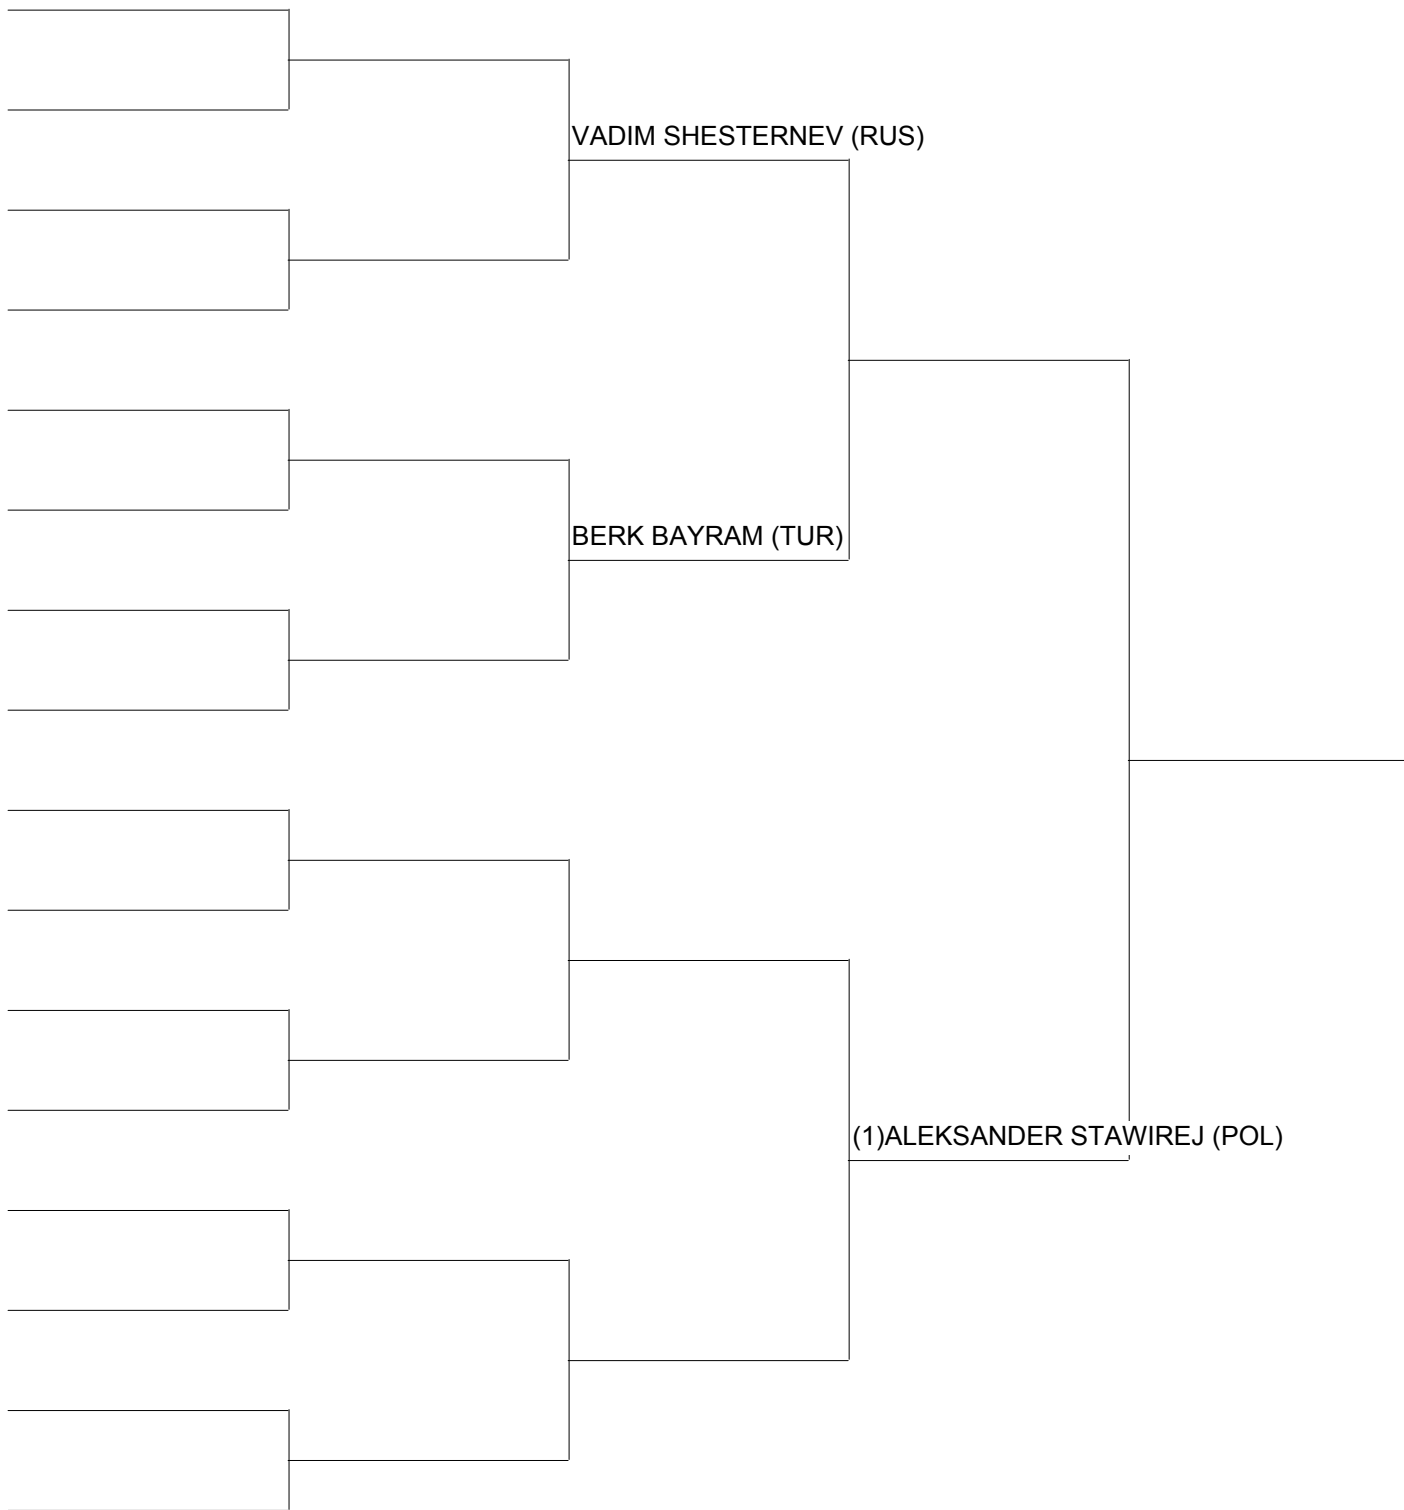 VADIM SHESTERNEV (RUS)
BERK BAYRAM (TUR)
(1)ALEKSANDER STAWIREJ (POL)